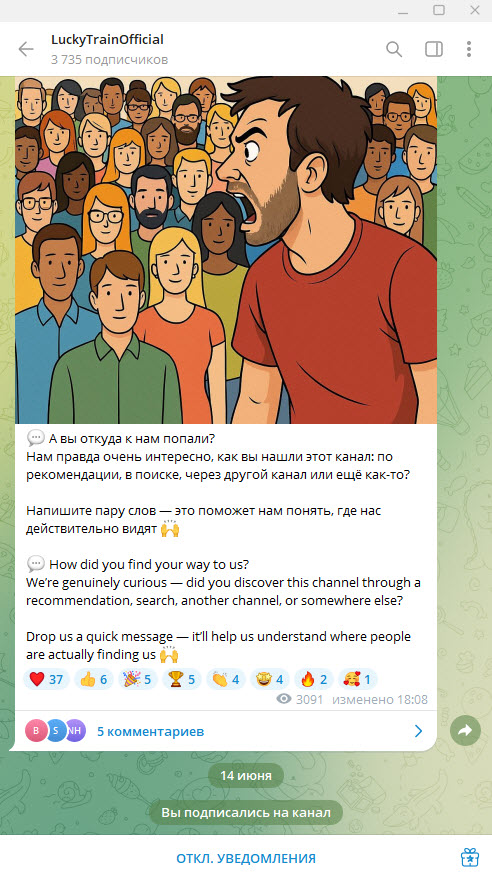 LuckyTrainOfficial
3 735 подписчиков
💬 А вы откуда к нам попали?
Нам правда очень интересно, как вы нашли этот канал: по
рекомендации, в поиске, через другой канал или ещё как-то?
Напишите пару слов — это поможет нам понять, где нас
действительно видят 🙌
💬 How did you find your way to us?
We’re genuinely curious — did you discover this channel through a
recommendation, search, another channel, or somewhere else?
Drop us a quick message — it’ll help us understand where people
are actually finding us 🙌
❤️ 37 👍 6 🎉 5 🏆 5 👏 4 🤩 4 🔥 2 🥰 1
3091 изменено 18:08
B S NH 5 комментариев
14 июня
Вы подписались на канал
ОТКЛ. УВЕДОМЛЕНИЯ